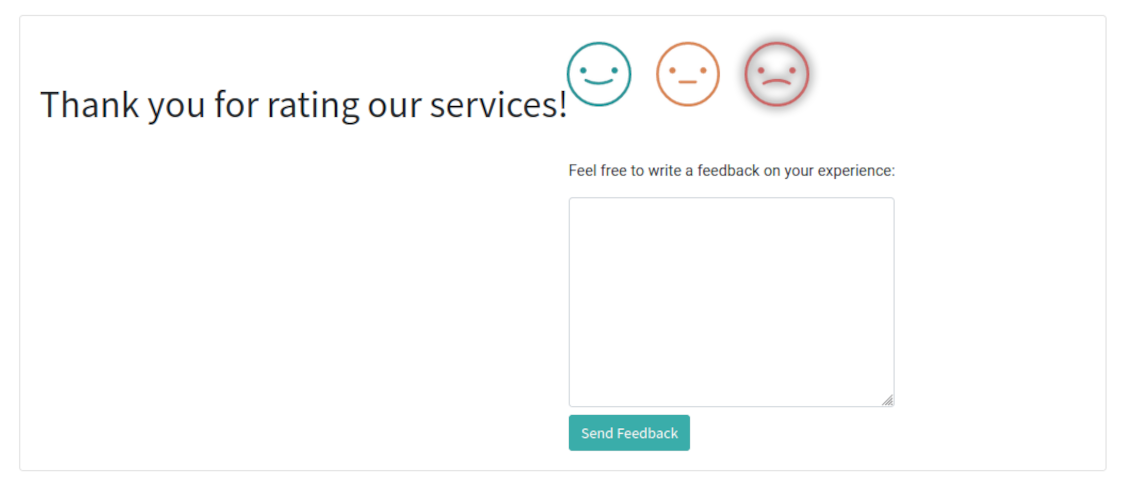 Thank you for rating our services!
Feel free to write a feedback on your experience:
Send Feedback